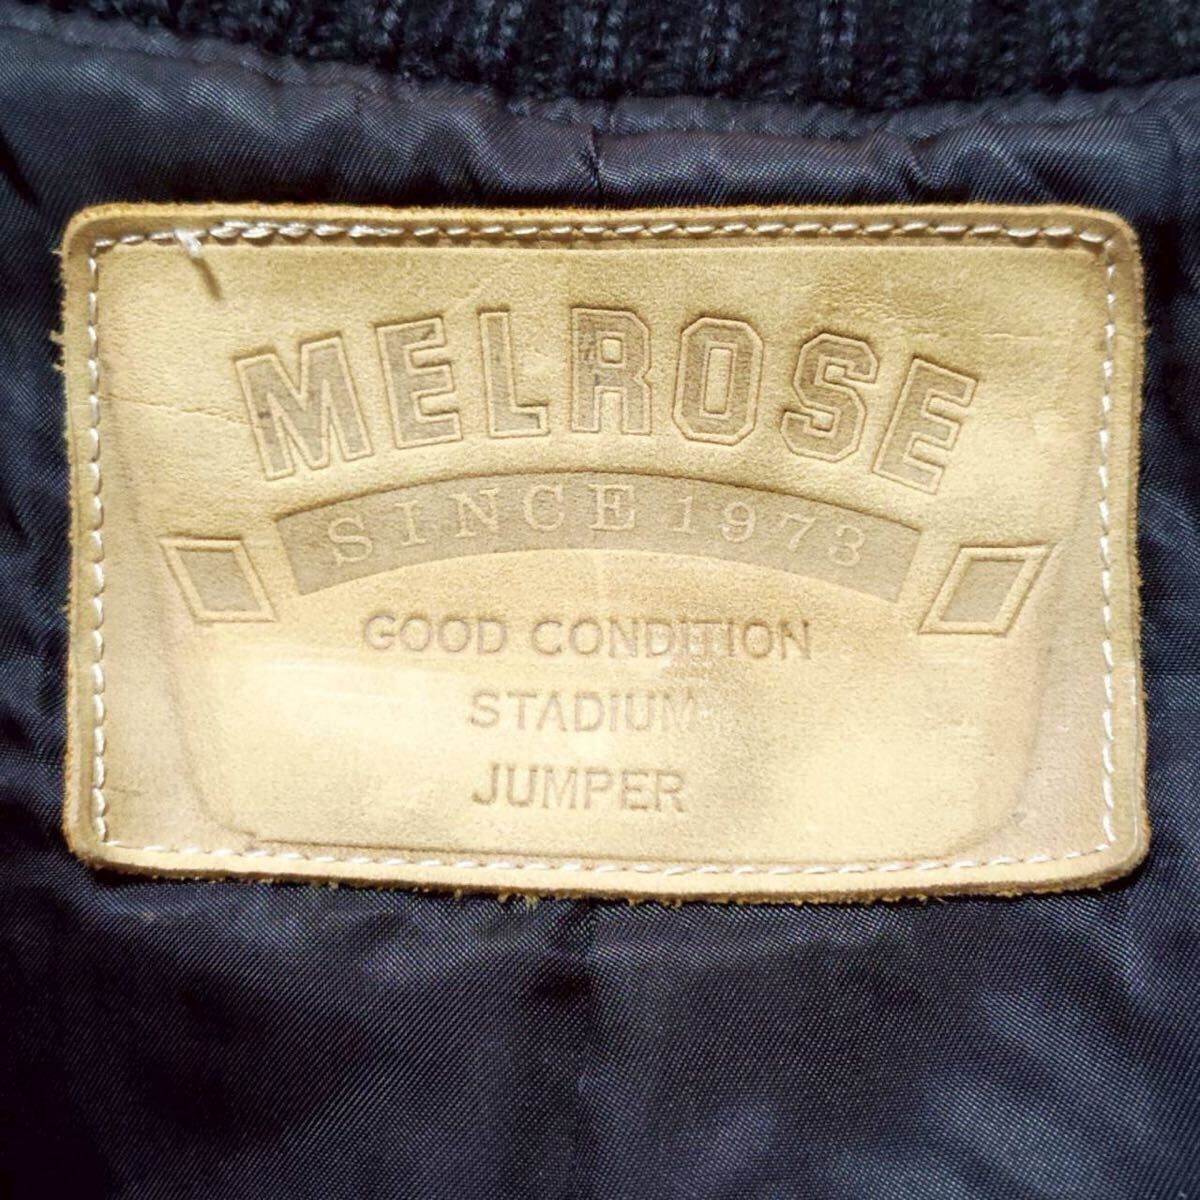 MELROSE
SINCE 1973
GOOD CONDITION
STADIUM
JUMPER